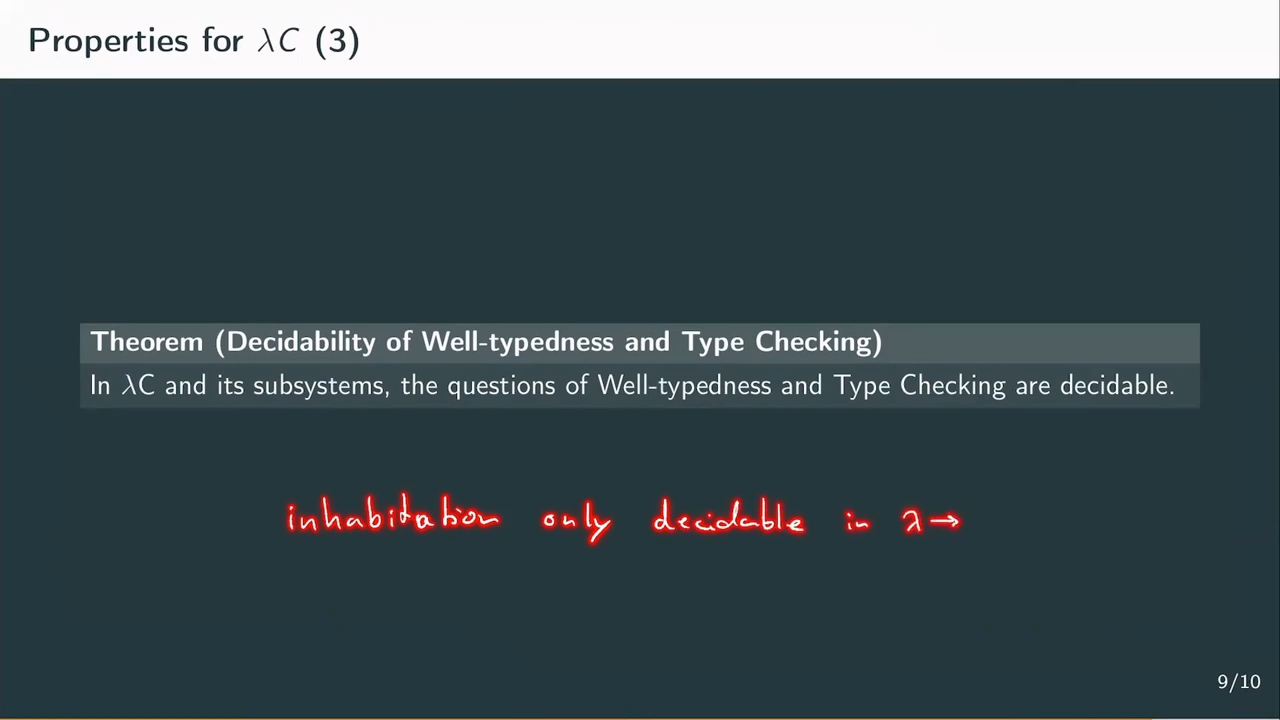 Properties for λC (3)
Theorem (Decidability of Well-typedness and Type Checking)
In λC and its subsystems, the questions of Well-typedness and Type Checking are decidable.
inhabitation only decidable in λ→
9/10